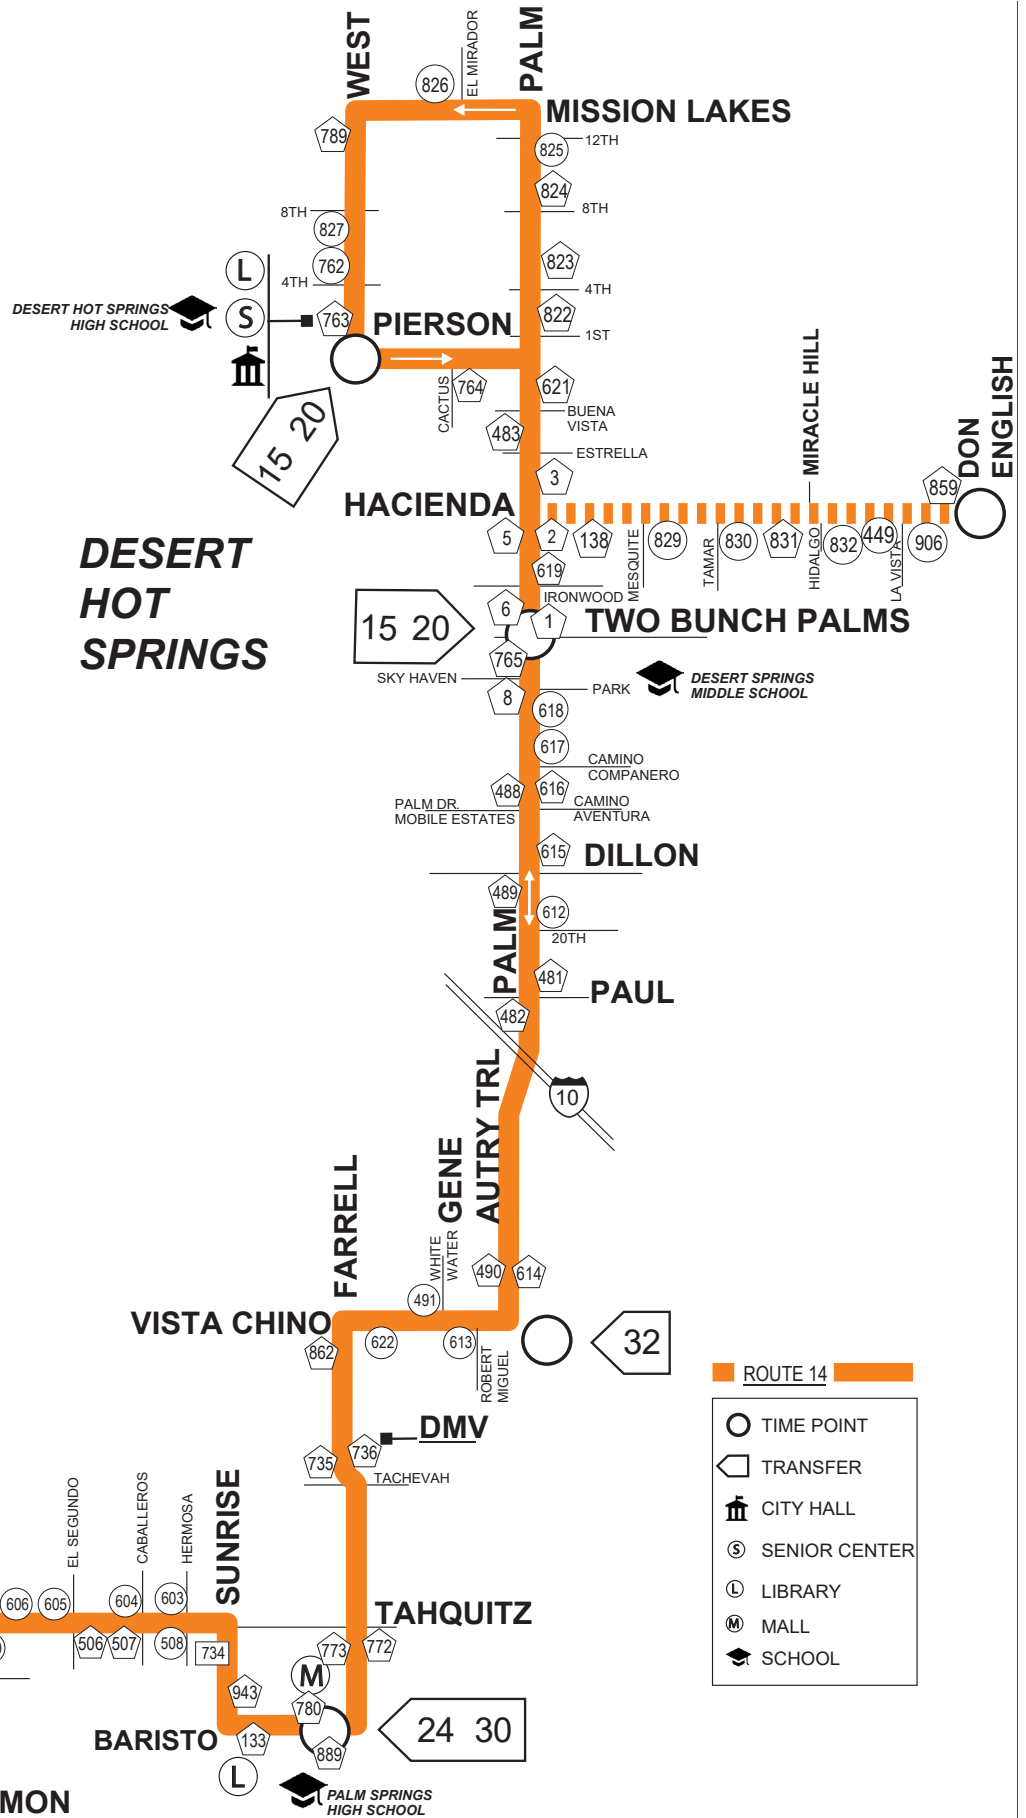 WEST
EL MIRADOR
PALM
826
MISSION LAKES
789
825
12TH
824
8TH
8TH
827
762
823
L
4TH
4TH
DESERT HOT SPRINGS
HIGH SCHOOL
S
763
PIERSON
822
1ST
CACTUS
764
621
BUENA
VISTA
15 20
483
ESTRELLA
MIRACLE HILL
DON
ENGLISH
3
859
HACIENDA
5
2
138
MESQUITE
829
TAMAR
830
831
HIDALGO
832
449
LA VISTA
906
DESERT
HOT
SPRINGS
619
IRONWOOD
6
1
15 20
TWO BUNCH PALMS
765
SKY HAVEN
8
PARK
DESERT SPRINGS
MIDDLE SCHOOL
618
617
CAMINO
COMPANERO
488
616
PALM DR.
MOBILE ESTATES
CAMINO
AVENTURA
615
DILLON
489
612
20TH
PALM
481
PAUL
482
10
GENE
AUTRY TRL
FARRELL
WHITE
WATER
490
614
491
VISTA CHINO
622
613
ROBERT
MIGUEL
32
862
ROUTE 14
DMV
736
735
TACHEVAH
TIME POINT
TRANSFER
CITY HALL
S
SENIOR CENTER
L
LIBRARY
M
MALL
SCHOOL
EL SEGUNDO
CABALLEROS
HERMOSA
SUNRISE
606
605
604
603
TAHQUITZ
506
507
508
734
773
772
M
943
780
BARISTO
133
889
24 30
L
PALM SPRINGS
HIGH SCHOOL
MON